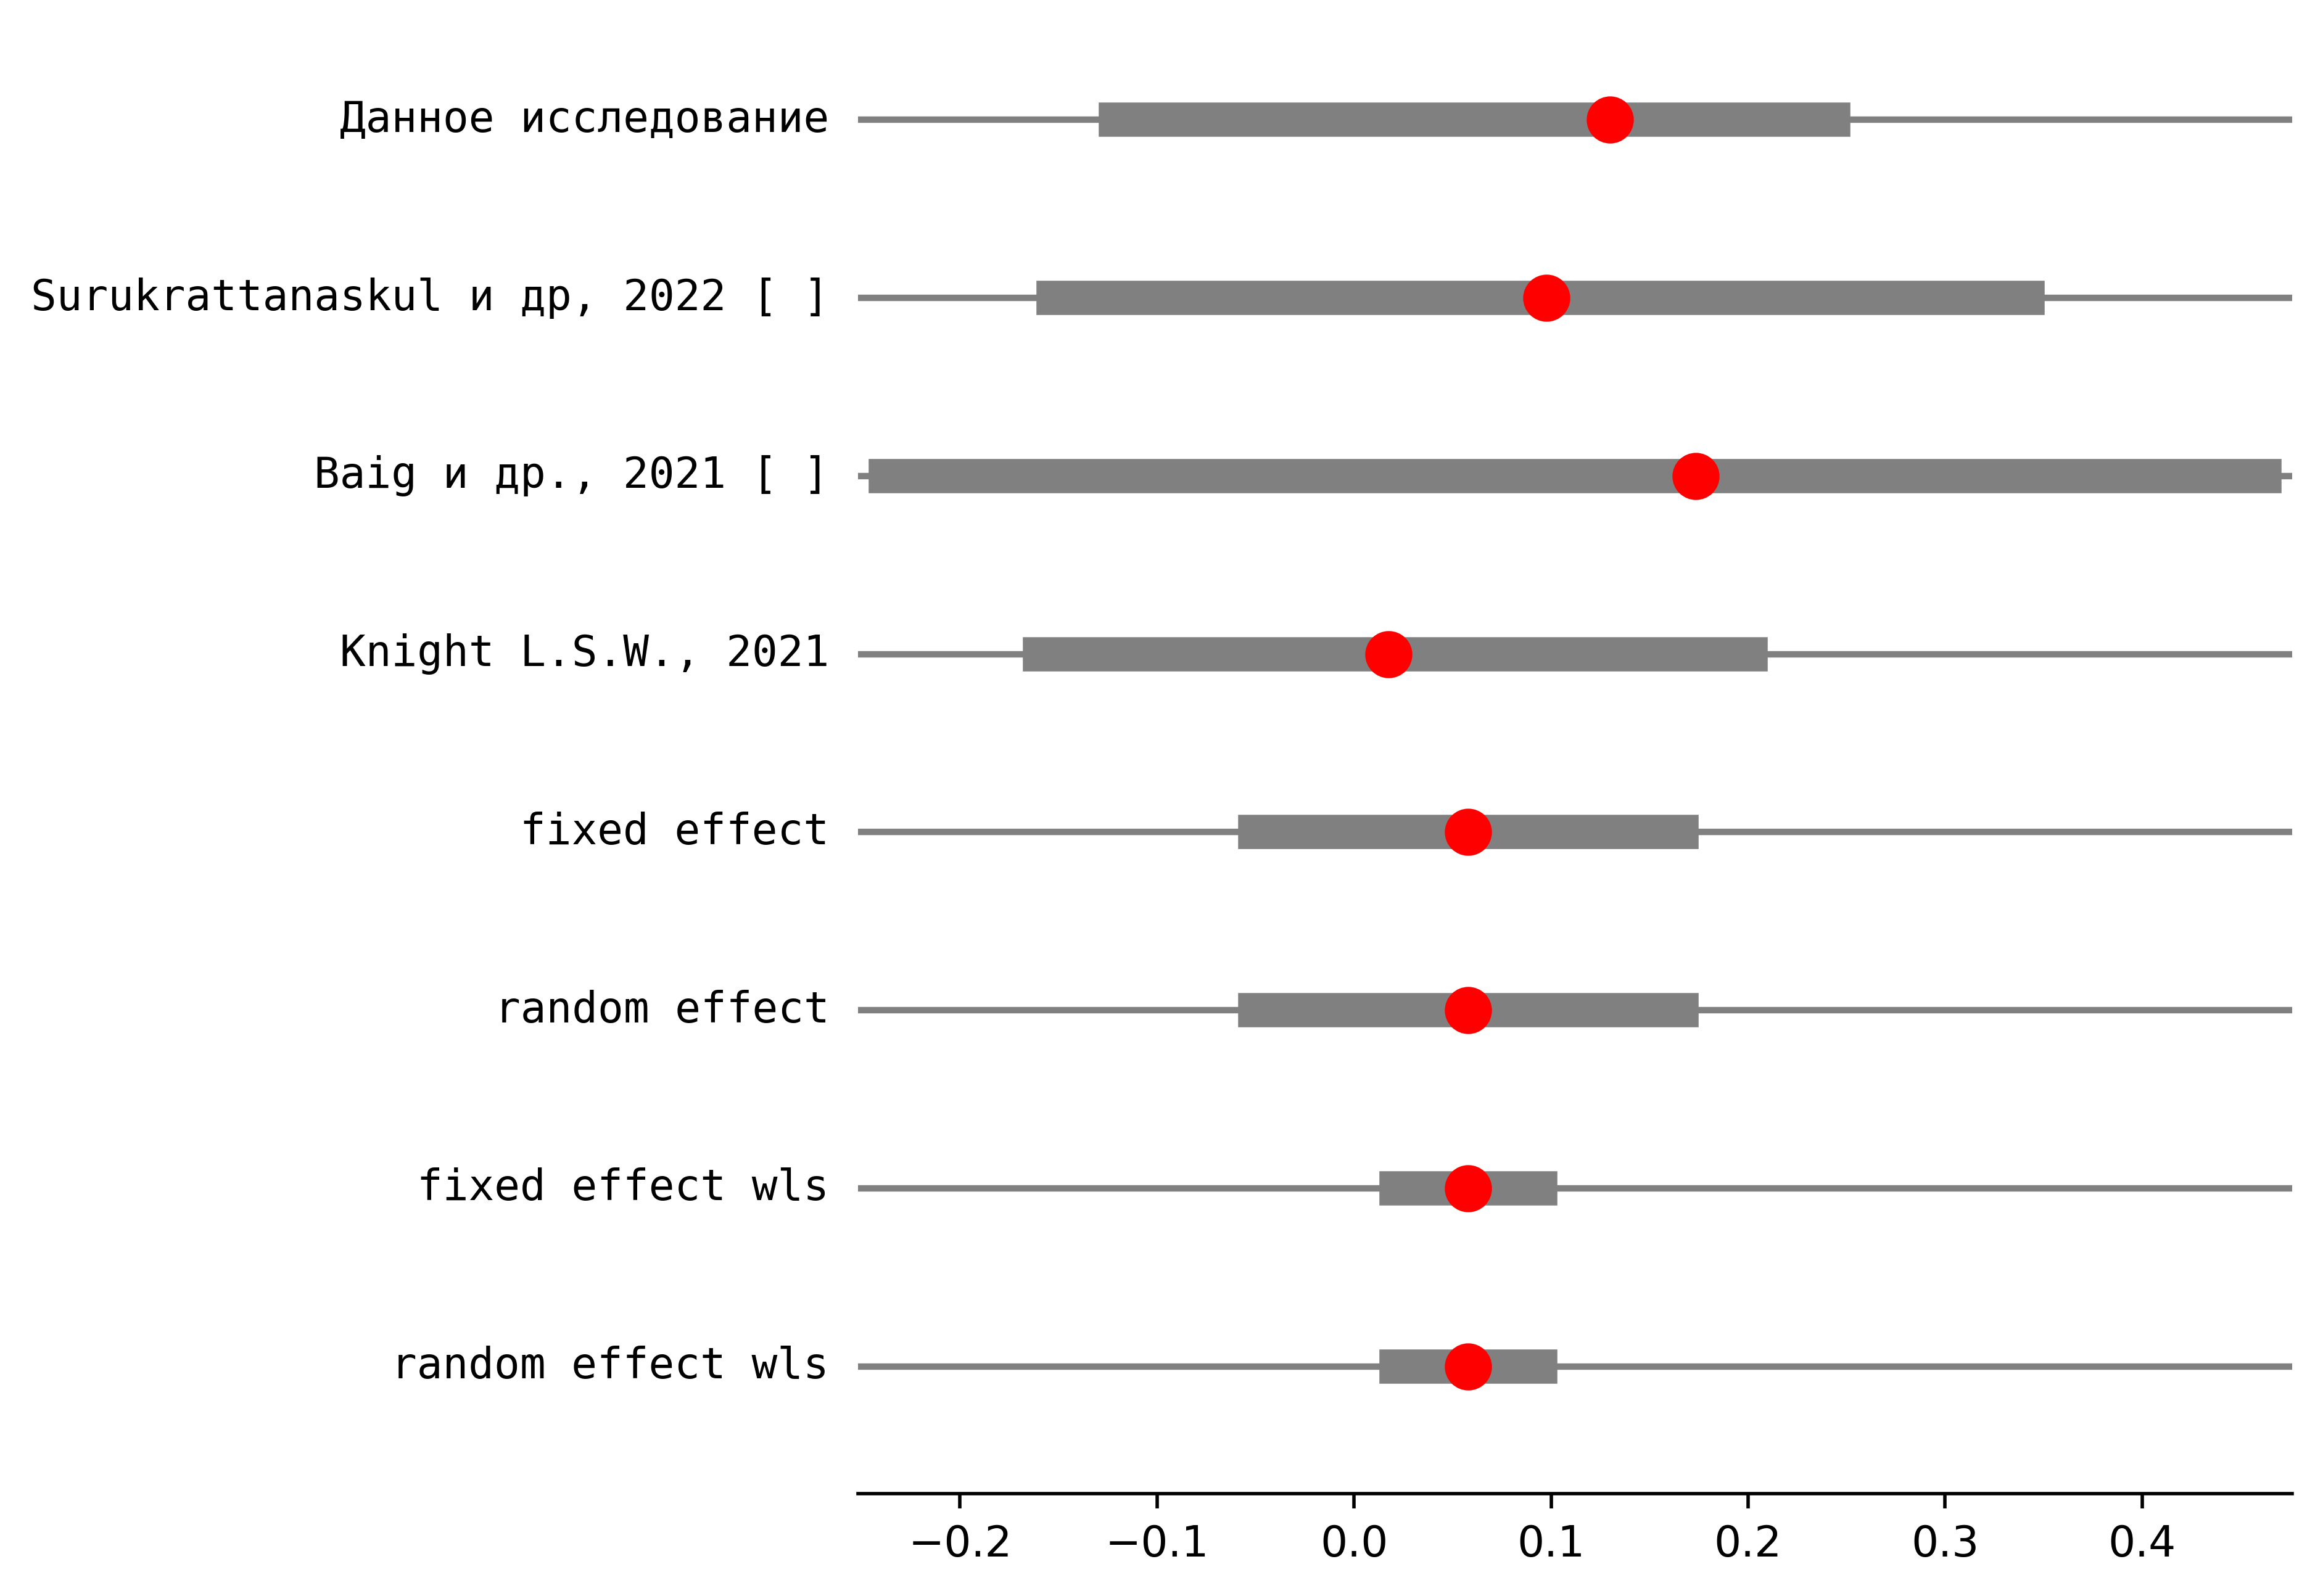 Данное исследование
Surukrattanaskul и др, 2022 [ ]
Baig и др., 2021 [ ]
Knight L.S.W., 2021
fixed effect
random effect
fixed effect wls
random effect wls
−0.2 −0.1 0.0 0.1 0.2 0.3 0.4